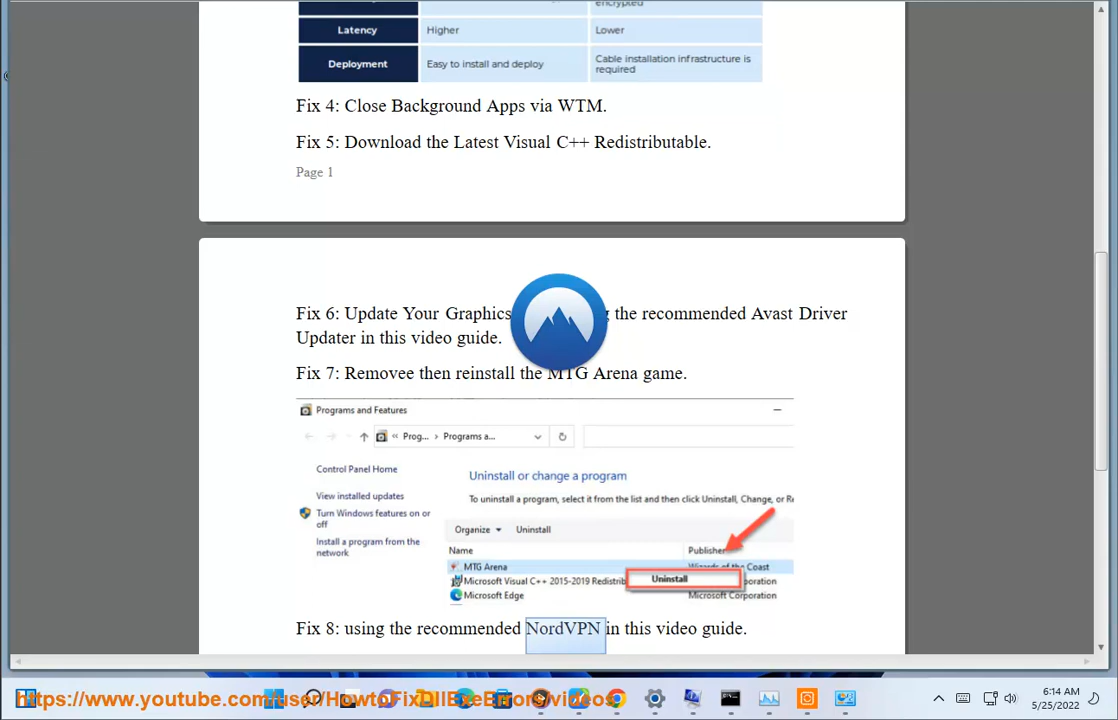 encrypted
Latency Higher Lower
Deployment Easy to install and deploy Cable installation infrastructure is
required
Fix 4: Close Background Apps via WTM.
Fix 5: Download the Latest Visual C++ Redistributable.
Page 1
Fix 6: Update Your Graphics the recommended Avast Driver
Updater in this video guide.
Fix 7: Removee then reinstall the MTG Arena game.
Programs and Features
« Prog... › Programs a...
Control Panel Home
Uninstall or change a program
View installed updates
To uninstall a program, select it from the list and then click Uninstall, Change, or Re
Turn Windows features on or
off
Install a program from the
network
Organize Uninstall
Name Publisher
MTG Arena Wizards of the Coast
Microsoft Visual C++ 2015-2019 Redistrib Uninstall
Microsoft Edge Microsoft Corporation
Fix 8: using the recommended NordVPN in this video guide.
https://www.youtube.com/user/HowtoFixDllExeErrors/videos
6:14 AM
5/25/2022